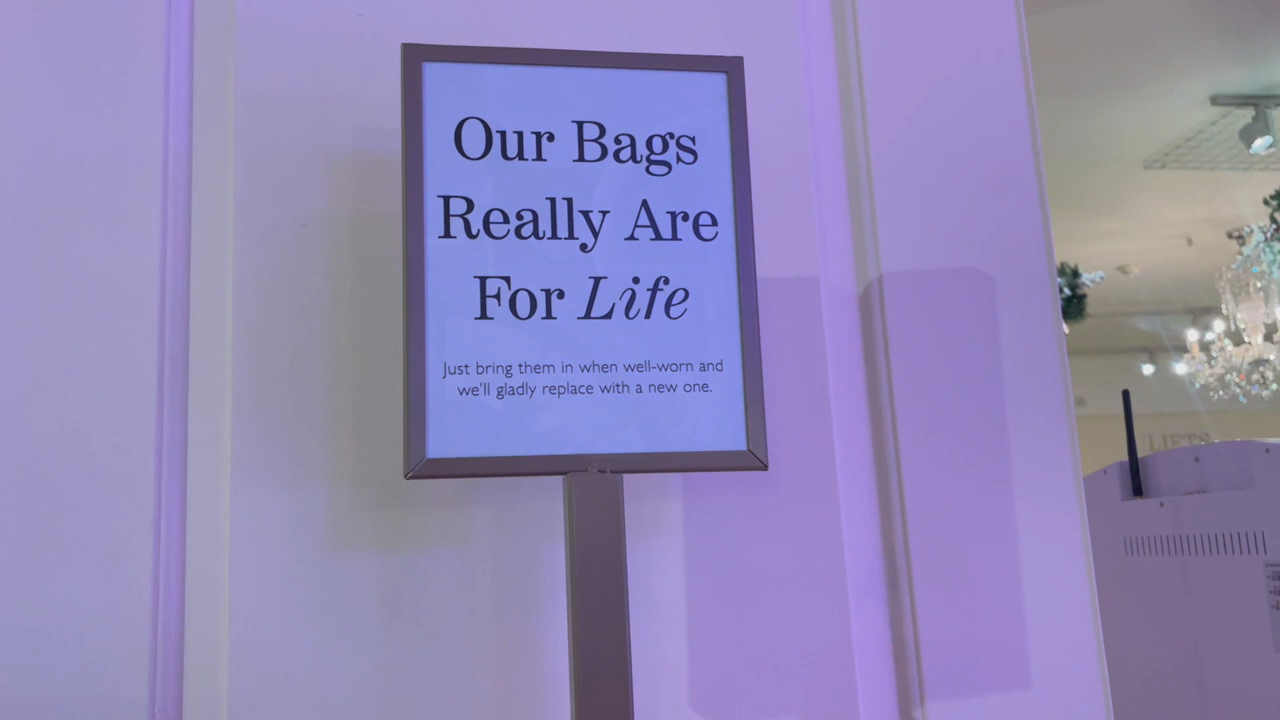 Our Bags
Really Are
For Life
Just bring them in when well-worn and
we'll gladly replace with a new one.
LIFTS